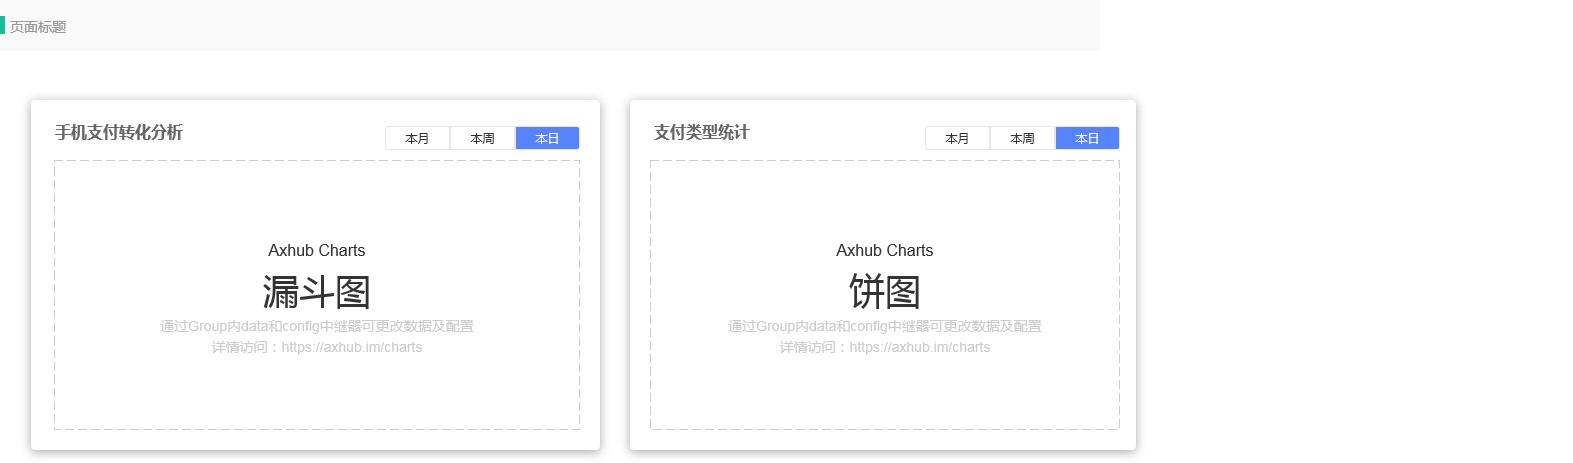 页面标题
手机支付转化分析
本月 本周 本日
Axhub Charts
漏斗图
通过Group内data和config中继器可更改数据及配置
详情访问：https://axhub.im/charts
支付类型统计
本月 本周 本日
Axhub Charts
饼图
通过Group内data和config中继器可更改数据及配置
详情访问：https://axhub.im/charts